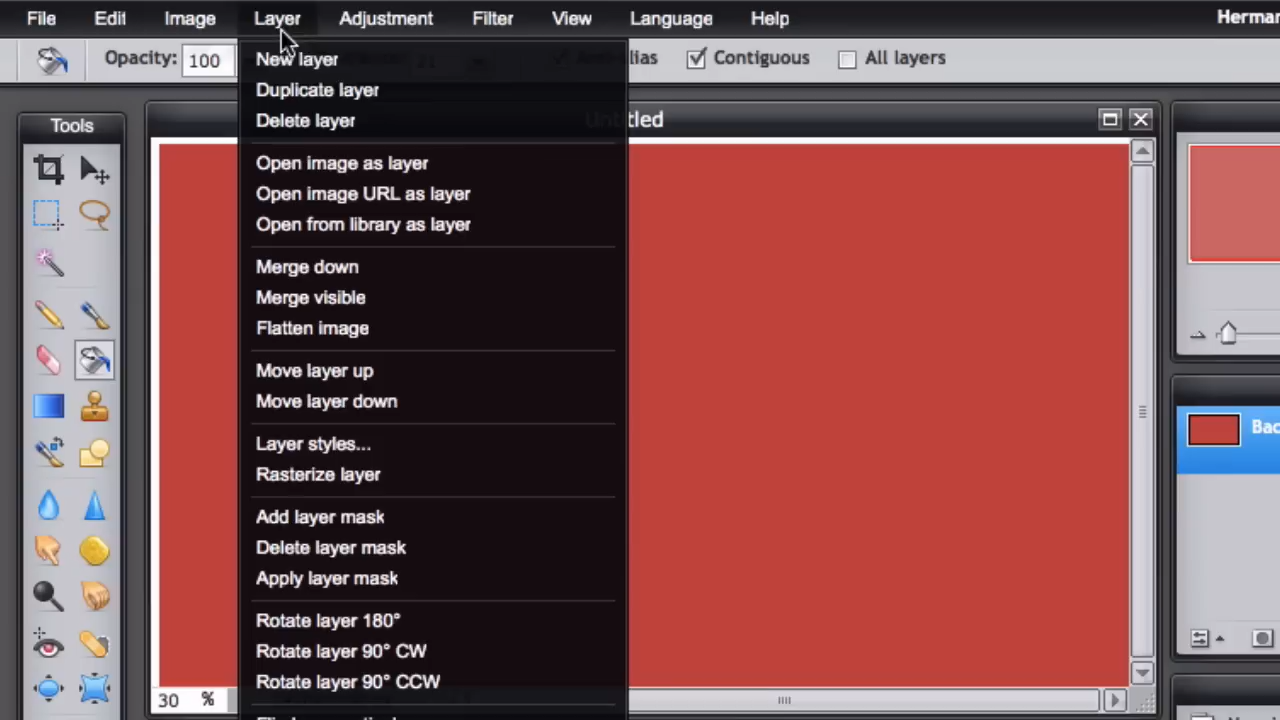 File Edit Image Layer Adjustment Filter View Language Help
Opacity: 100 Contiguous All layers
New layer
Duplicate layer
Delete layer
Open image as layer
Open image URL as layer
Open from library as layer
Merge down
Merge visible
Flatten image
Move layer up
Move layer down
Layer styles...
Rasterize layer
Add layer mask
Delete layer mask
Apply layer mask
Rotate layer 180°
Rotate layer 90° CW
Rotate layer 90° CCW
Tools
Untitled
30 %